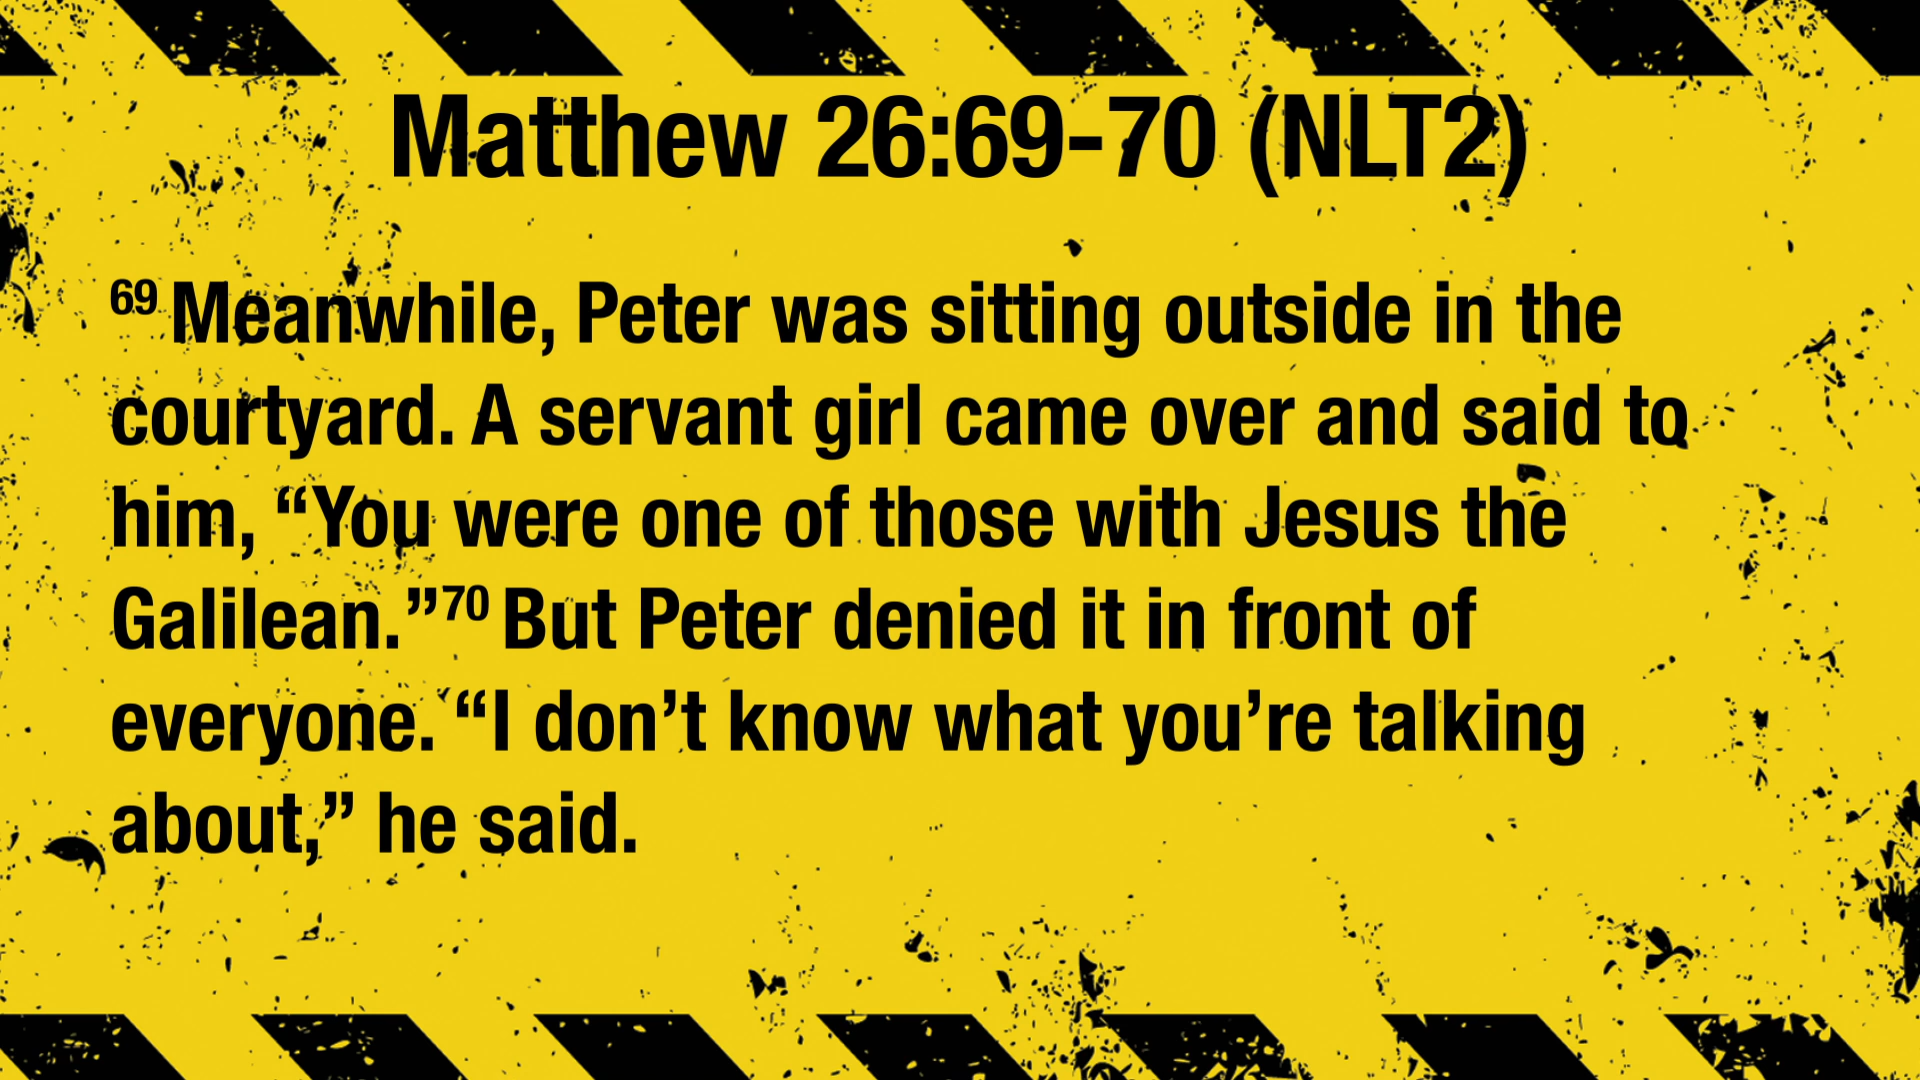 Matthew 26:69-70 (NLT2)
69 Meanwhile, Peter was sitting outside in the
courtyard. A servant girl came over and said to
him, “You were one of those with Jesus the
Galilean.”70 But Peter denied it in front of
everyone. “I don’t know what you’re talking
about,” he said.